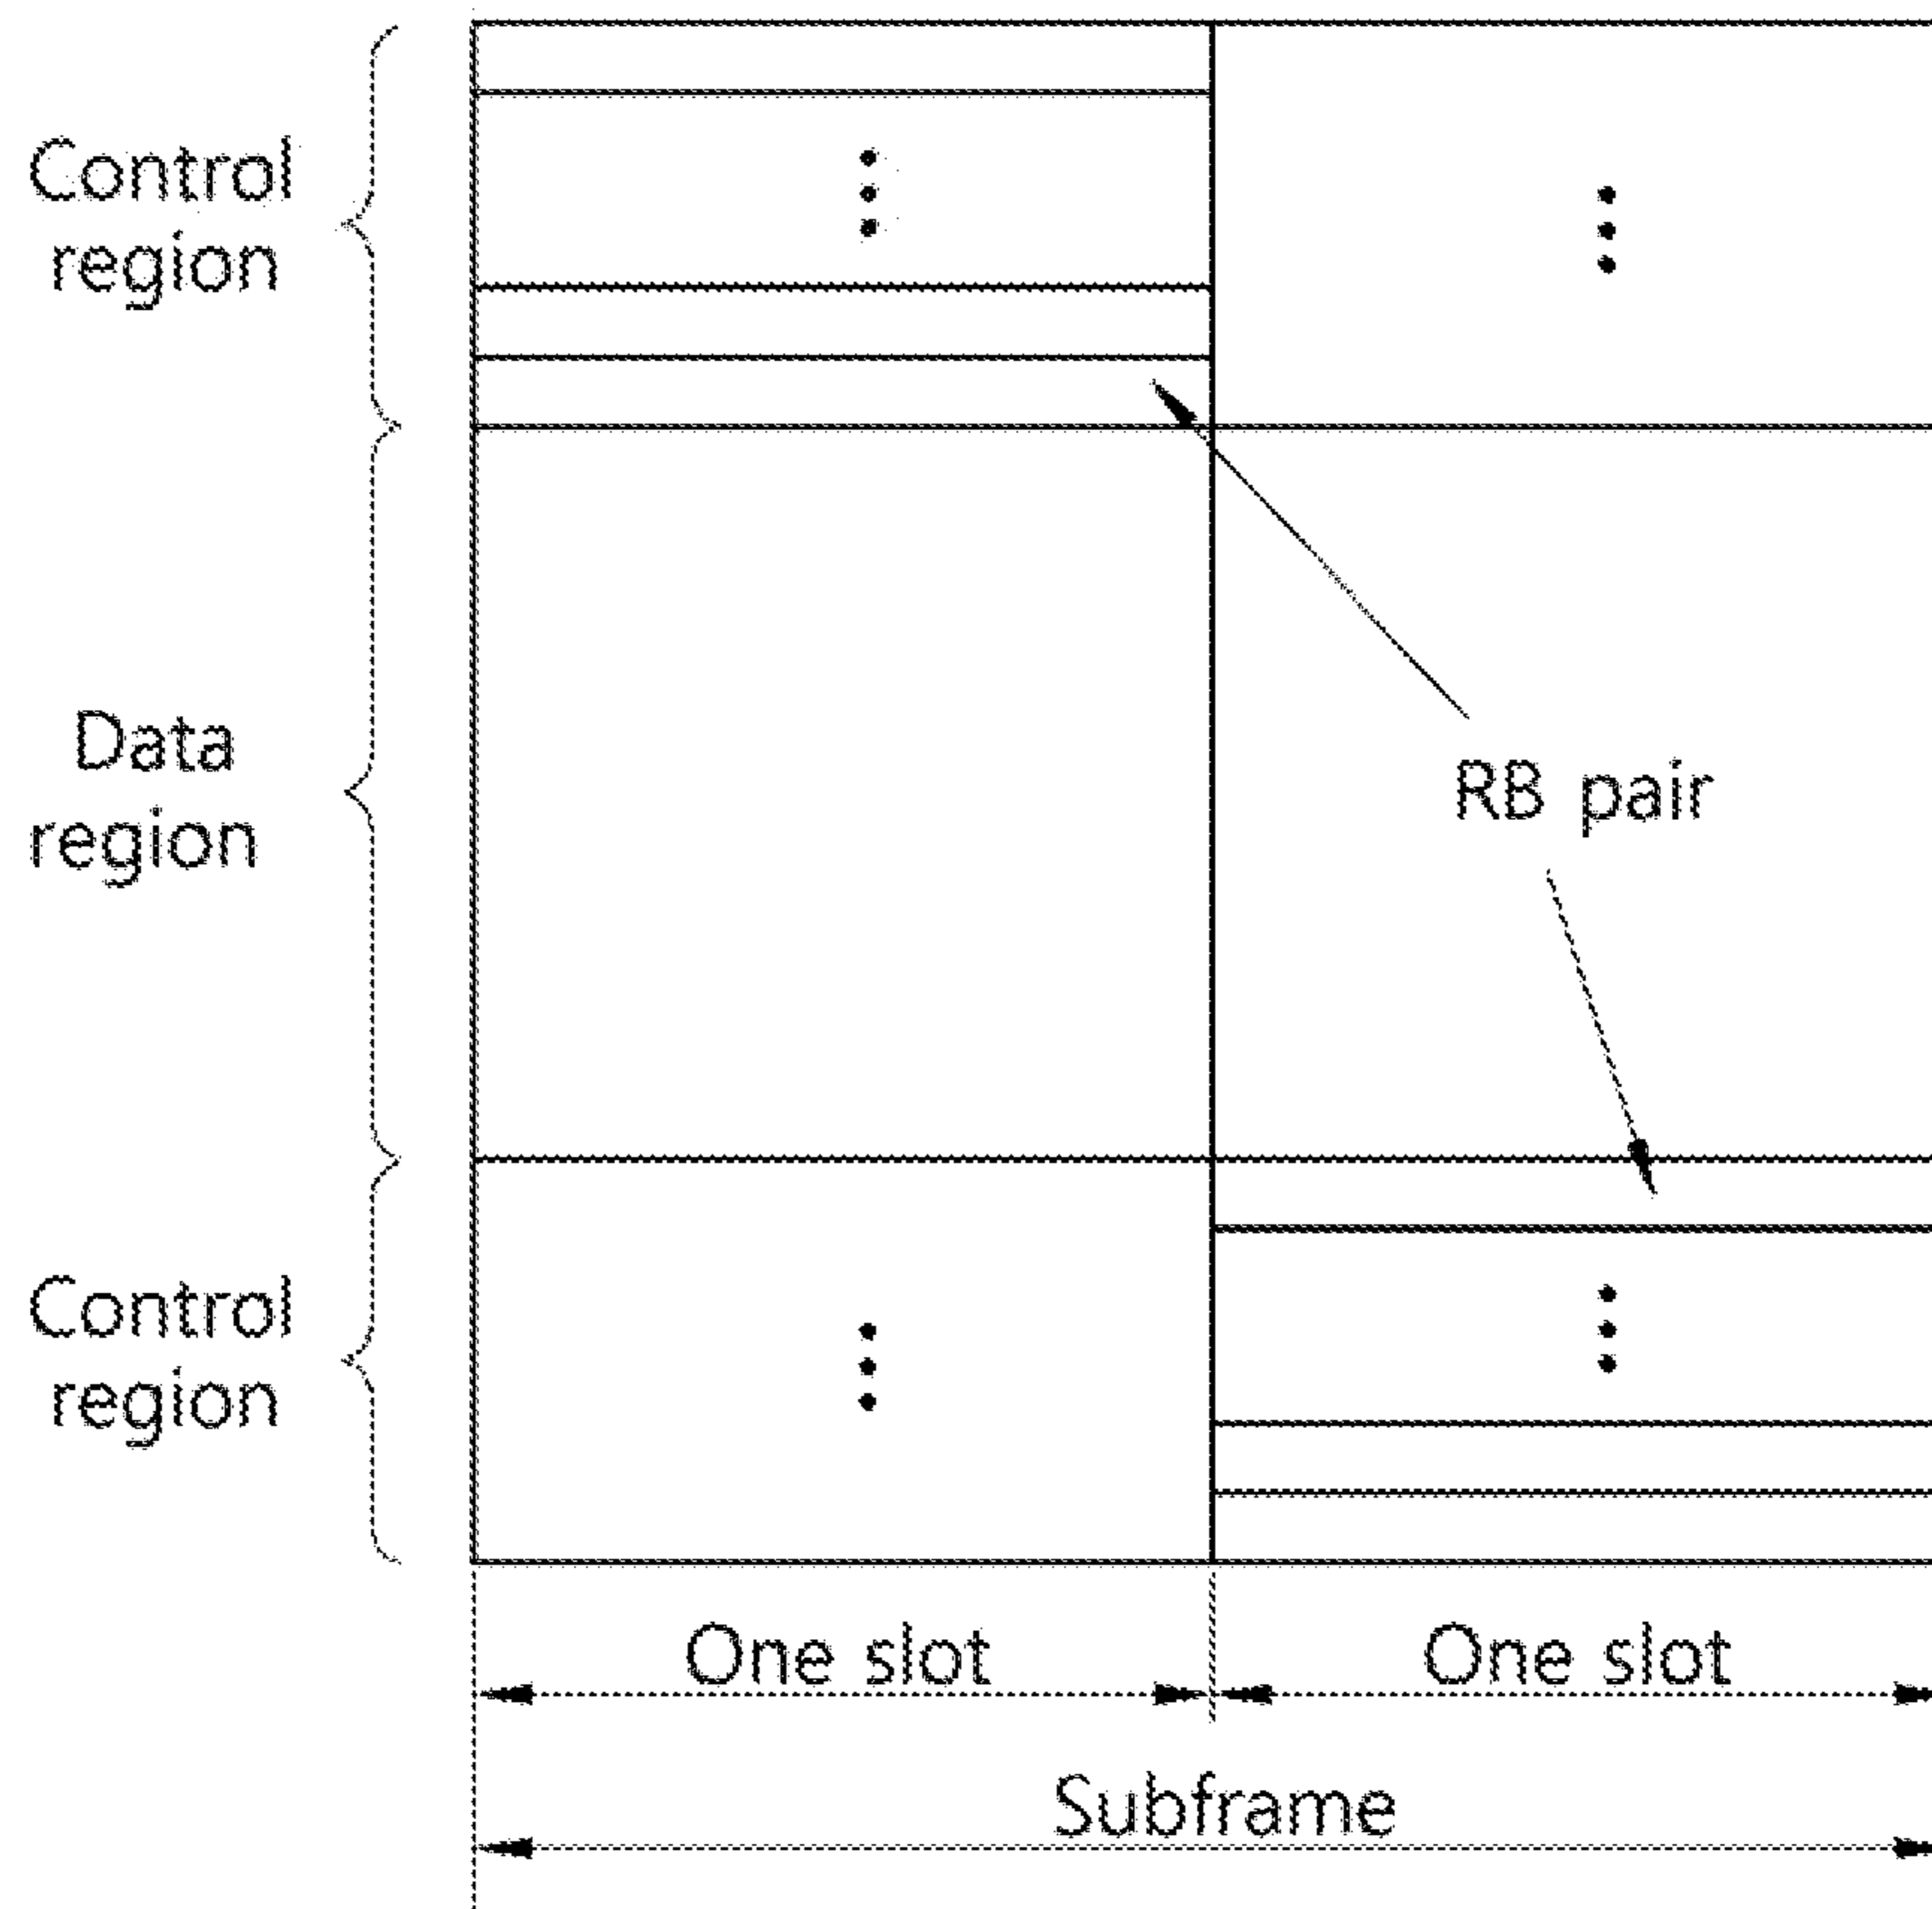 Control
region
Data
region
RB pair
Control
region
One slot
One slot
Subframe